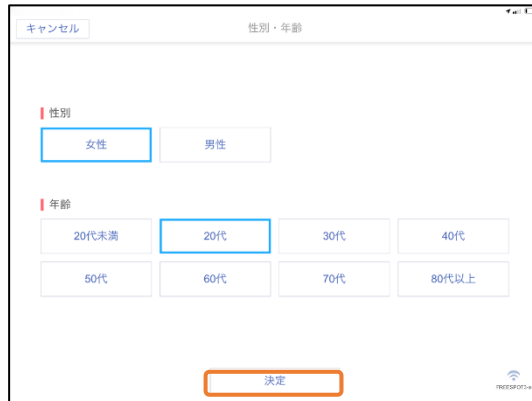 キャンセル 性別・年齢
性別
女性 男性
年齢
20代未満 20代 30代 40代
50代 60代 70代 80代以上
決定